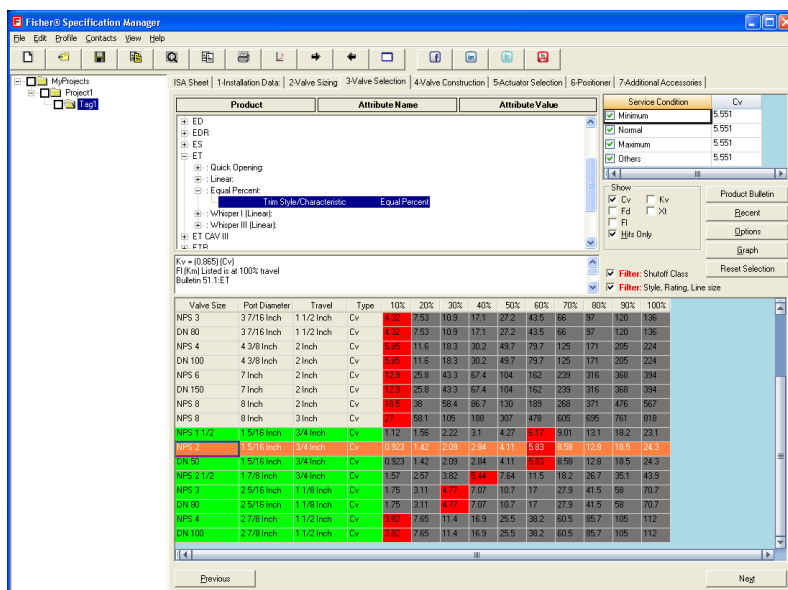 Fisher® Specification Manager
File Edit Profile Contacts View Help
MyProjects
Project1
Tag1
ISA Sheet 1-Installation Data: 2-Valve Sizing 3-Valve Selection 4-Valve Construction 5-Actuator Selection 6-Positioner 7-Additional Accessories
Product Attribute Name Attribute Value
ED
EDR
ES
ET
: Quick Opening:
: Linear:
: Equal Percent:
Trim Style/Characteristic Equal Percent
: Whisper I (Linear):
: Whisper III (Linear):
ET CAV III
ETR
Service Condition Cv
Minimum 5.551
Normal 5.551
Maximum 5.551
Others 5.551
Show
Cv Kv
Fd Xt
Fl
Hits Only
Product Bulletin
Recent
Options
Graph
Reset Selection
Kv = (0,865) (Cv)
Fl (Km) Listed is at 100% travel
Bulletin 51.1:ET
Filter: Shutoff Class
Filter: Style, Rating, Line size
Valve Size Port Diameter Travel Type 10% 20% 30% 40% 50% 60% 70% 80% 90% 100%
NPS 3 3 7/16 Inch 1 1/2 Inch Cv 4.32 7.53 10.9 17.1 27.2 43.5 66 97 120 136
DN 80 3 7/16 Inch 1 1/2 Inch Cv 4.32 7.53 10.9 17.1 27.2 43.5 66 97 120 136
NPS 4 4 3/8 Inch 2 Inch Cv 5.85 11.6 18.3 30.2 49.7 79.7 125 171 205 224
DN 100 4 3/8 Inch 2 Inch Cv 5.85 11.6 18.3 30.2 49.7 79.7 125 171 205 224
NPS 6 7 Inch 2 Inch Cv 12.9 25.8 43.3 67.4 104 162 239 316 368 394
DN 150 7 Inch 2 Inch Cv 12.9 25.8 43.3 67.4 104 162 239 316 368 394
NPS 8 8 Inch 2 Inch Cv 18.5 38 58.4 86.7 130 189 268 371 476 567
NPS 8 8 Inch 3 Inch Cv 27 58.1 105 188 307 478 605 695 761 818
NPS 1 1/2 1 5/16 Inch 3/4 Inch Cv 1.12 1.56 2.22 3.1 4.27 6.17 9.01 13.1 18.2 23.1
NPS 2 1 5/16 Inch 3/4 Inch Cv 0.923 1.42 2.09 2.84 4.11 5.83 8.58 12.8 18.5 24.3
DN 50 1 5/16 Inch 3/4 Inch Cv 0.923 1.42 2.09 2.84 4.11 5.83 8.58 12.8 18.5 24.3
NPS 2 1/2 1 7/8 Inch 3/4 Inch Cv 1.57 2.57 3.82 5.44 7.64 11.5 18.2 26.7 35.1 43.9
NPS 3 2 5/16 Inch 1 1/8 Inch Cv 1.75 3.11 4.77 7.07 10.7 17 27.9 41.5 58 70.7
DN 80 2 5/16 Inch 1 1/8 Inch Cv 1.75 3.11 4.77 7.07 10.7 17 27.9 41.5 58 70.7
NPS 4 2 7/8 Inch 1 1/2 Inch Cv 3.82 7.65 11.4 16.9 25.5 38.2 60.5 85.7 105 112
DN 100 2 7/8 Inch 1 1/2 Inch Cv 3.82 7.65 11.4 16.9 25.5 38.2 60.5 85.7 105 112
Previous Next